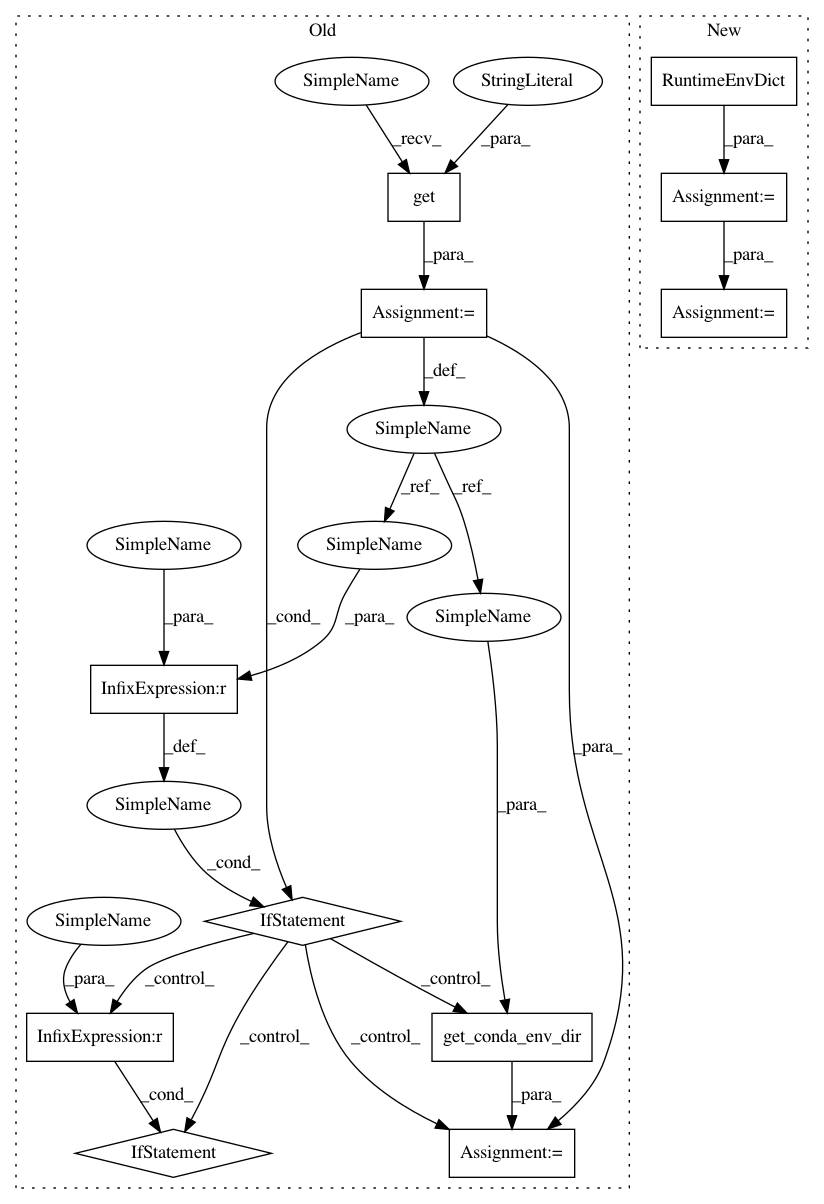 Old
New
SimpleName
StringLiteral
RuntimeEnvDict
_recv_
_para_
_para_
get
Assignment:=
_para_
_para_
Assignment:=
Assignment:=
_def_
SimpleName
_ref_
_ref_
SimpleName
SimpleName
SimpleName
_para_
_cond_
_para_
InfixExpression:r
_def_
_para_
SimpleName
_para_
_cond_
SimpleName
IfStatement
_para_
_control_
_control_
InfixExpression:r
_control_
_control_
get_conda_env_dir
_cond_
_para_
IfStatement
Assignment:=